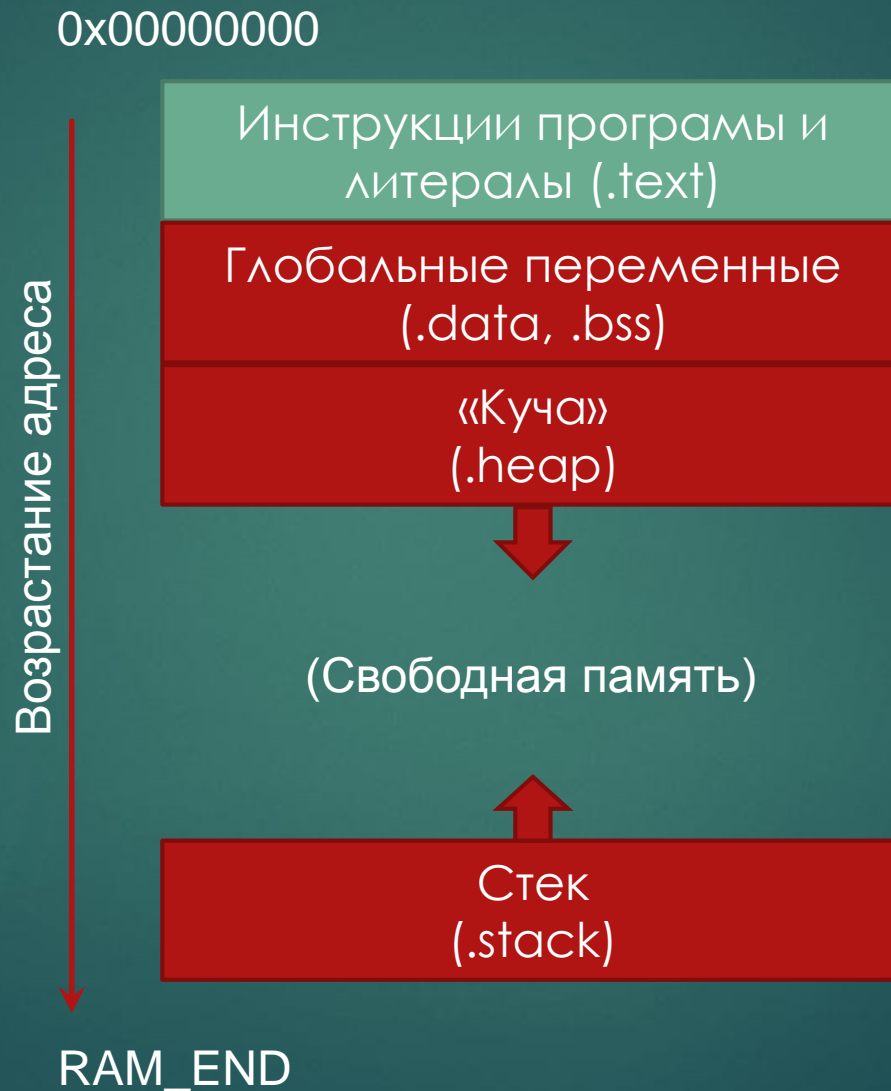 0x00000000
Инструкции програмы и
литералы (.text)
Глобальные переменные
(.data, .bss)
«Куча»
(.heap)
Возрастание адреса
(Свободная память)
Стек
(.stack)
RAM_END